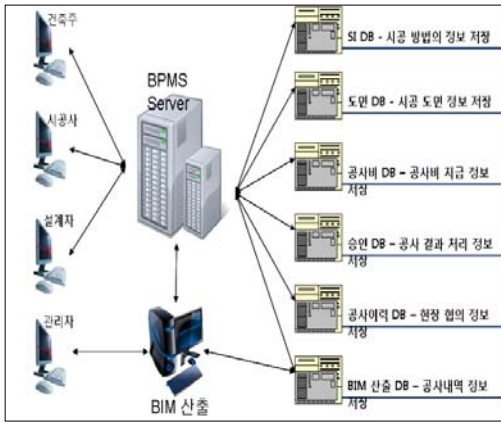 건축주
시공사
설계자
관리자
BPMS
Server
BIM 산출
SI DB - 시공 방법의 정보 저장
도면 DB - 시공 도면 정보 저장
공사비 DB – 공사비 지급 정보
저장
승인 DB – 공사 결과 처리 정보
저장
공사이력 DB – 현장 협의 정보
저장
BIM 산출 DB – 공사내역 정보
저장